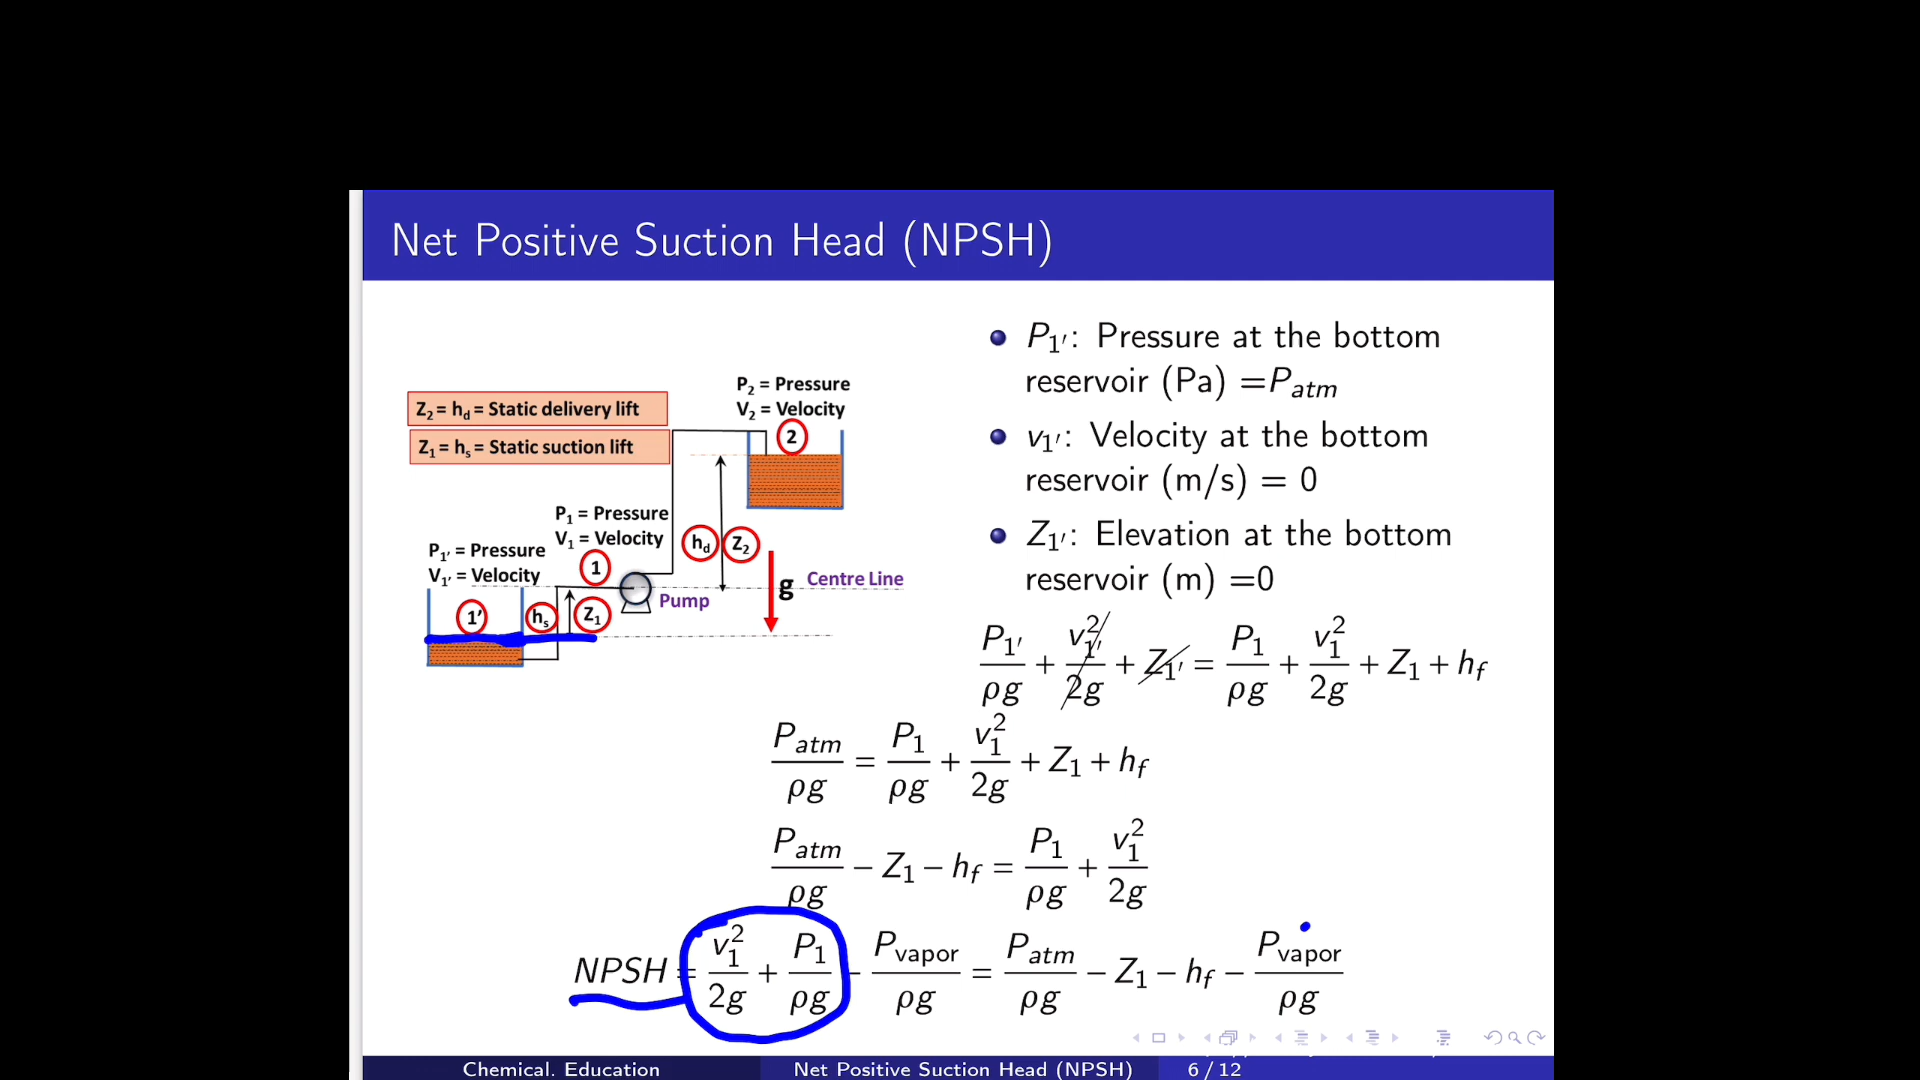 Net Positive Suction Head (NPSH)
Z₂ = h_d = Static delivery lift
Z₁ = h_s = Static suction lift
P₂ = Pressure
V₂ = Velocity
2
P₁ = Pressure
V₁ = Velocity
1
P₁′ = Pressure
V₁′ = Velocity
1’
h_s
Z₁
h_d
Z₂
g
Centre Line
Pump
P₁′: Pressure at the bottom
reservoir (Pa) =P_atm
v₁′: Velocity at the bottom
reservoir (m/s) = 0
Z₁′: Elevation at the bottom
reservoir (m) =0
P₁′/ρg + v₁′²/2g + Z₁′ = P₁/ρg + v₁²/2g + Z₁ + h_f
P_atm/ρg = P₁/ρg + v₁²/2g + Z₁ + h_f
P_atm/ρg − Z₁ − h_f = P₁/ρg + v₁²/2g
NPSH = v₁²/2g + P₁/ρg − P_vapor/ρg = P_atm/ρg − Z₁ − h_f − P_vapor/ρg
Chemical. Education
Net Positive Suction Head (NPSH)
6 / 12